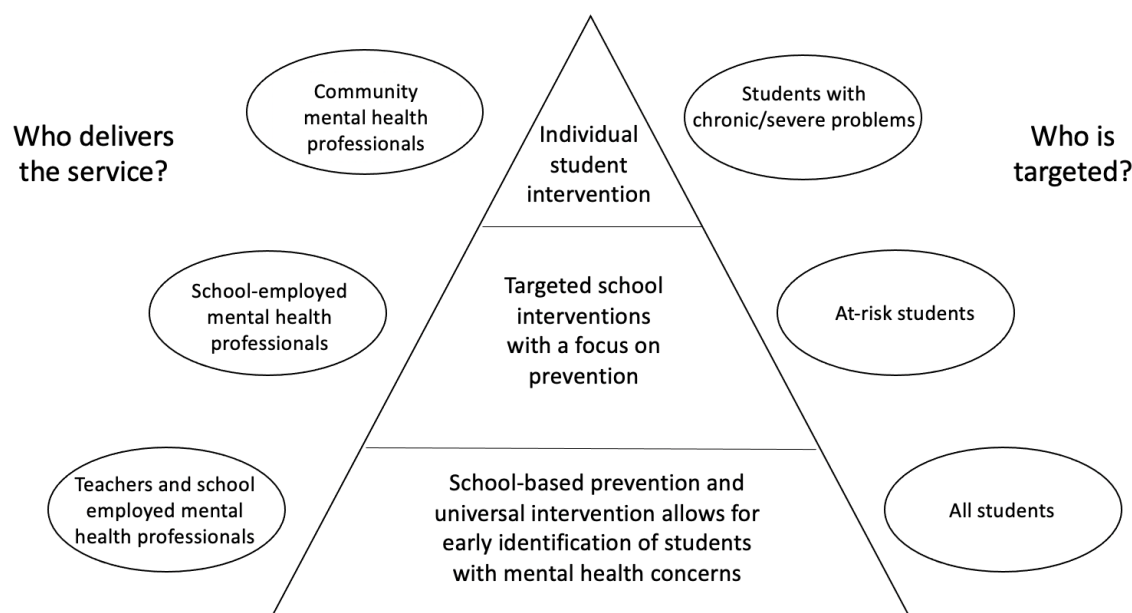 Who delivers
the service?
Community
mental health
professionals
Individual
student
intervention
Students with
chronic/severe problems
Who is
targeted?
School-employed
mental health
professionals
Targeted school
interventions
with a focus on
prevention
At-risk students
Teachers and school
employed mental
health professionals
School-based prevention and
universal intervention allows for
early identification of students
with mental health concerns
All students